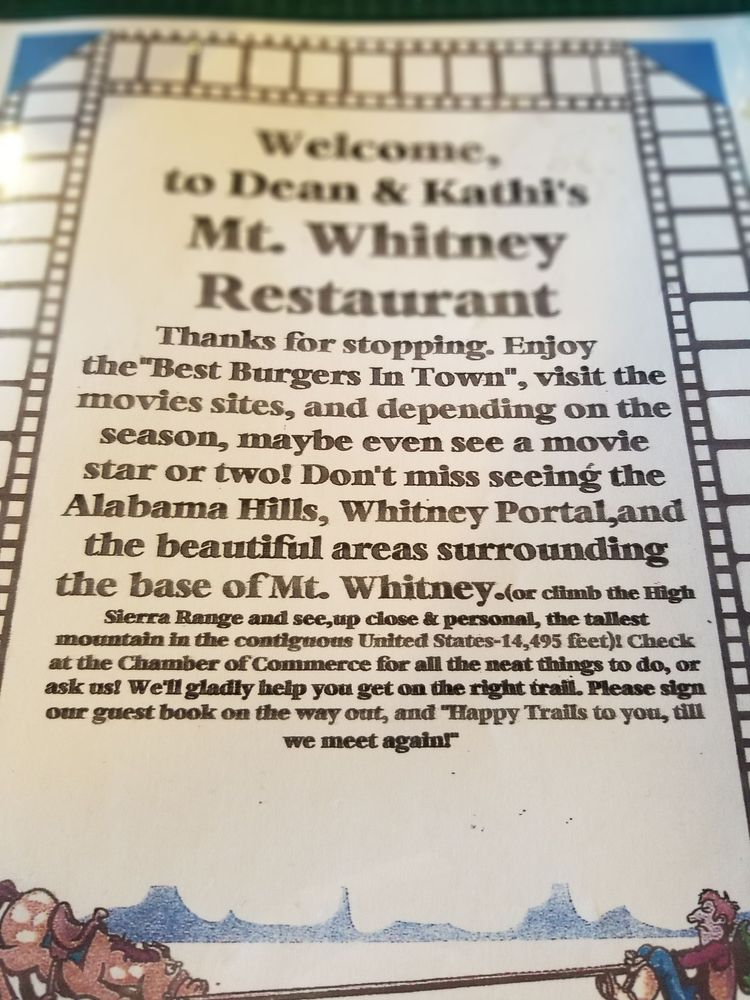 Welcome,
to Dean & Kathi's
Mt. Whitney
Restaurant
Thanks for stopping. Enjoy
the"Best Burgers In Town", visit the
movies sites, and depending on the
season, maybe even see a movie
star or two! Don't miss seeing the
Alabama Hills, Whitney Portal,and
the beautiful areas surrounding
the base of Mt. Whitney.(or climb the High
Sierra Range and see,up close & personal, the tallest
mountain in the contiguous United States-14,495 feet)! Check
at the Chamber of Commerce for all the neat things to do, or
ask us! We'll gladly help you get on the right trail. Please sign
our guest book on the way out, and "Happy Trails to you, till
we meet again!"